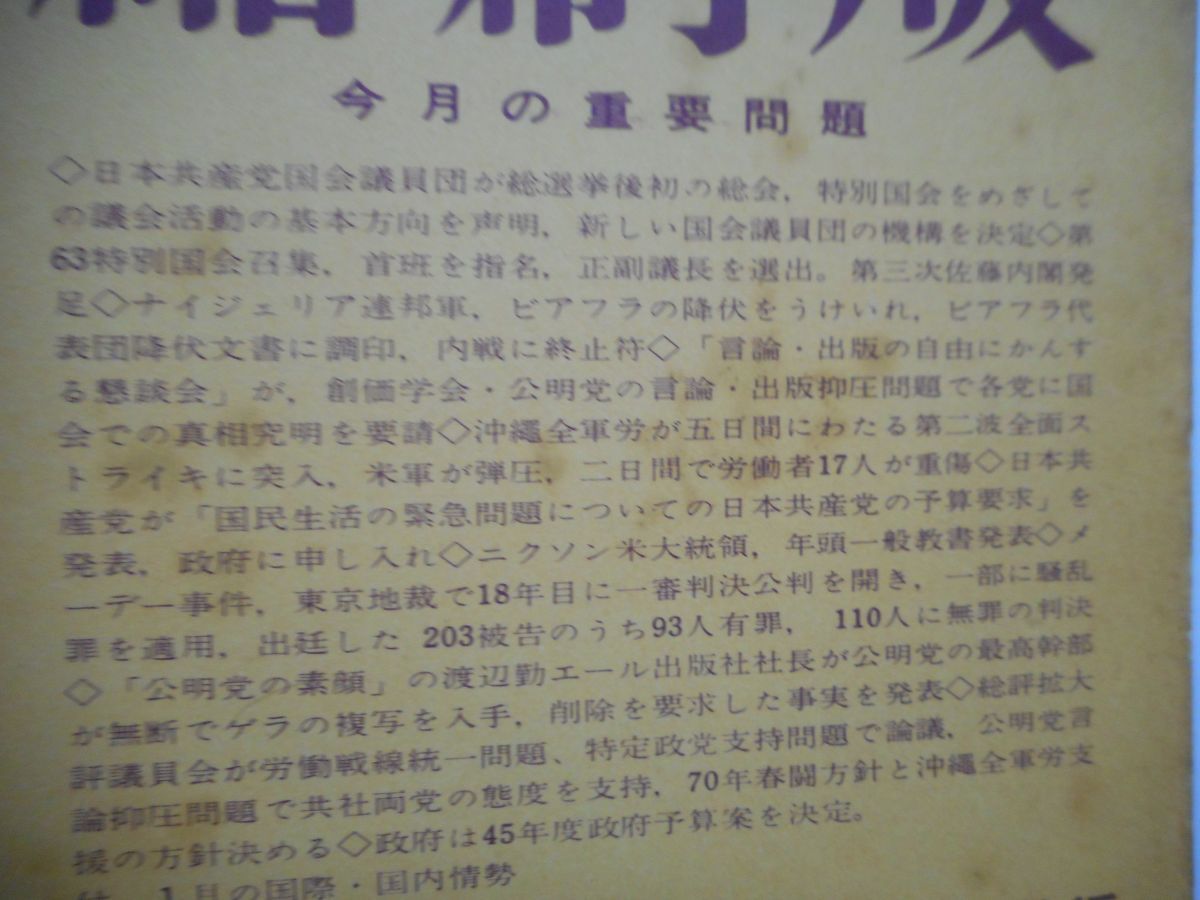 縮刷版
今月の重要問題
◇日本共産党国会議員団が総選挙後初の総会，特別国会をめざして
の議会活動の基本方向を声明，新しい国会議員団の機構を決定◇第
63特別国会召集，首班を指名，正副議長を選出。第三次佐藤内閣発
足◇ナイジェリア連邦軍，ビアフラの降伏をうけいれ，ビアフラ代
表団降伏文書に調印，内戦に終止符◇「言論・出版の自由にかんす
る懇談会」が，創価学会・公明党の言論・出版抑圧問題で各党に国
会での真相究明を要請◇沖縄全軍労が五日間にわたる第二波全面ス
トライキに突入，米軍が弾圧，二日間で労働者17人が重傷◇日本共
産党が「国民生活の緊急問題についての日本共産党の予算要求」を
発表，政府に申し入れ◇ニクソン米大統領，年頭一般教書発表◇メ
ーデー事件，東京地裁で18年目に一審判決公判を開き，一部に騒乱
罪を適用，出廷した 203被告のうち93人有罪， 110人に無罪の判決
◇「公明党の素顔」の渡辺勤エール出版社社長が公明党の最高幹部
が無断でゲラの複写を入手，削除を要求した事実を発表◇総評拡大
評議員会が労働戦線統一問題、特定政党支持問題で論議，公明党言
論抑圧問題で共社両党の態度を支持，70年春闘方針と沖縄全軍労支
援の方針決める◇政府は45年度政府予算案を決定。
付 1月の国際・国内情勢